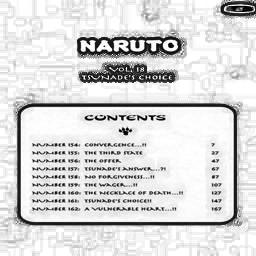 NARUTO
VOL. 18
TSUNADE'S CHOICE
CONTENTS
NUMBER 154: CONVERGENCE...!! 7
NUMBER 155: THE THIRD STATE 27
NUMBER 156: THE OFFER 47
NUMBER 157: TSUNADE'S ANSWER...?! 67
NUMBER 158: NO FORGIVENESS...!! 87
NUMBER 159: THE WAGER...!! 107
NUMBER 160: THE NECKLACE OF DEATH...!! 127
NUMBER 161: TSUNADE'S CHOICE!! 147
NUMBER 162: A VULNERABLE HEART...!! 167